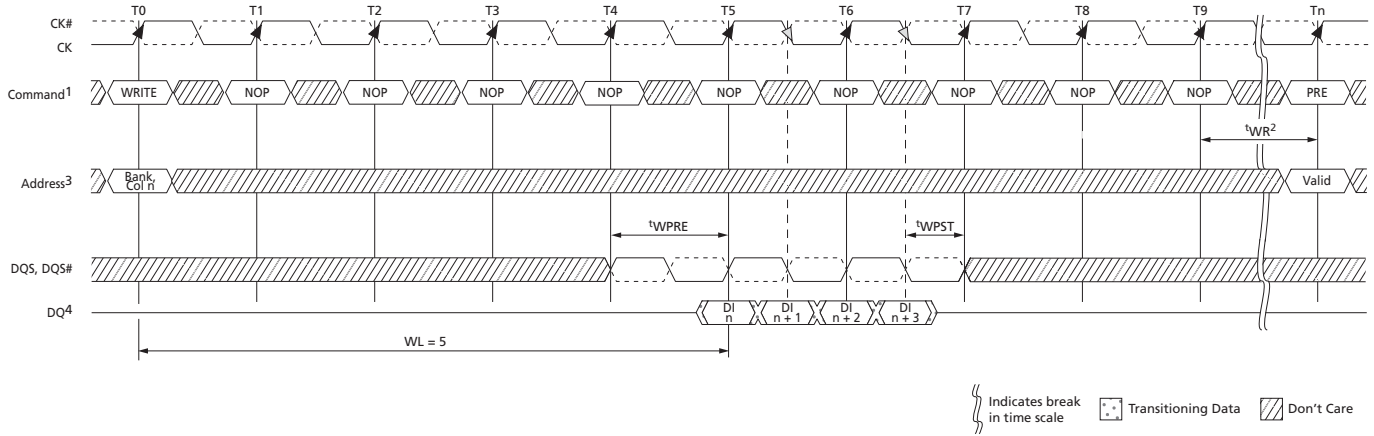 T0 T1 T2 T3 T4 T5 T6 T7 T8 T9 Tn
CK#
CK
Command1 WRITE NOP NOP NOP NOP NOP NOP NOP NOP NOP PRE
tWR2
Address3 Bank, Col n Valid
tWPRE tWPST
DQS, DQS#
DQ4 DI n DI n + 1 DI n + 2 DI n + 3
WL = 5
Indicates break
in time scale
Transitioning Data
Don't Care